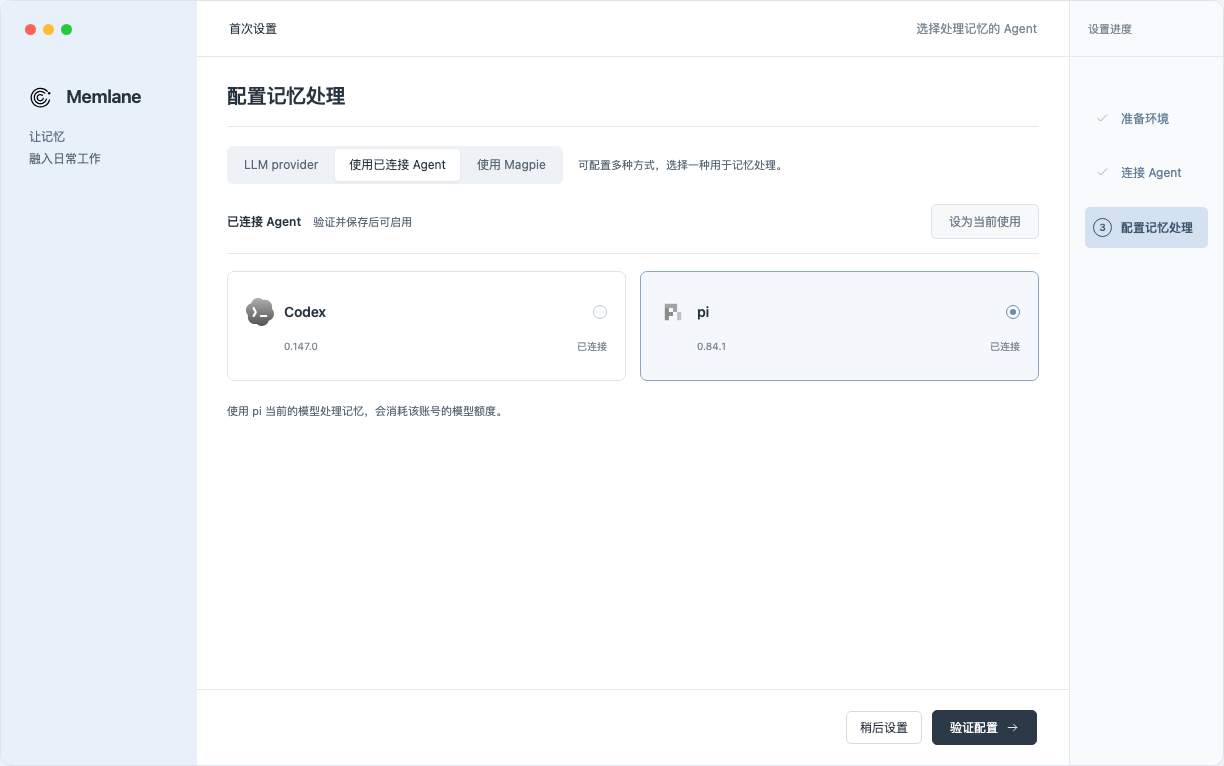 Memlane
让记忆
融入日常工作
首次设置
选择处理记忆的 Agent
配置记忆处理
LLM provider
使用已连接 Agent
使用 Magpie
可配置多种方式，选择一种用于记忆处理。
已连接 Agent
验证并保存后可启用
设为当前使用
Codex
0.147.0
已连接
pi
0.84.1
已连接
使用 pi 当前的模型处理记忆，会消耗该账号的模型额度。
稍后设置
验证配置 →
设置进度
准备环境
连接 Agent
3 配置记忆处理